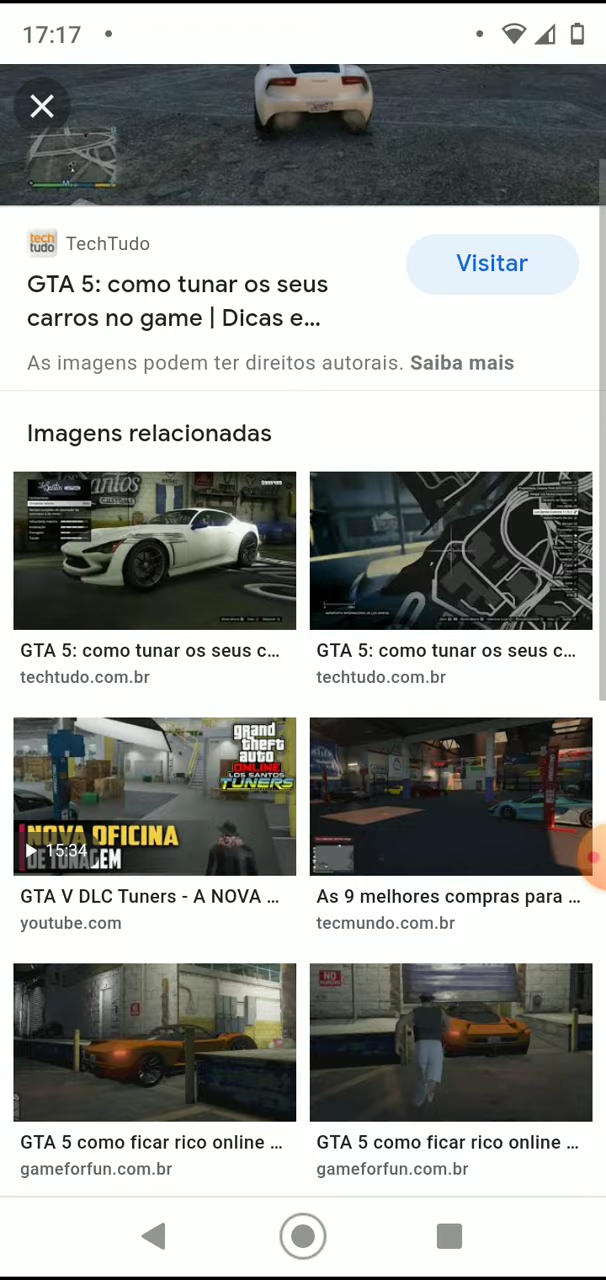 17:17
tech
tudo
TechTudo
Visitar
GTA 5: como tunar os seus
carros no game | Dicas e...
As imagens podem ter direitos autorais. Saiba mais
Imagens relacionadas
GTA 5: como tunar os seus c...
techtudo.com.br
GTA 5: como tunar os seus c...
techtudo.com.br
grand
theft
auto
ONLINE
LOS SANTOS
TUNERS
NOVA OFICINA
15:34
GTA V DLC Tuners - A NOVA ...
youtube.com
As 9 melhores compras para ...
tecmundo.com.br
NO
GTA 5 como ficar rico online ...
gameforfun.com.br
GTA 5 como ficar rico online ...
gameforfun.com.br